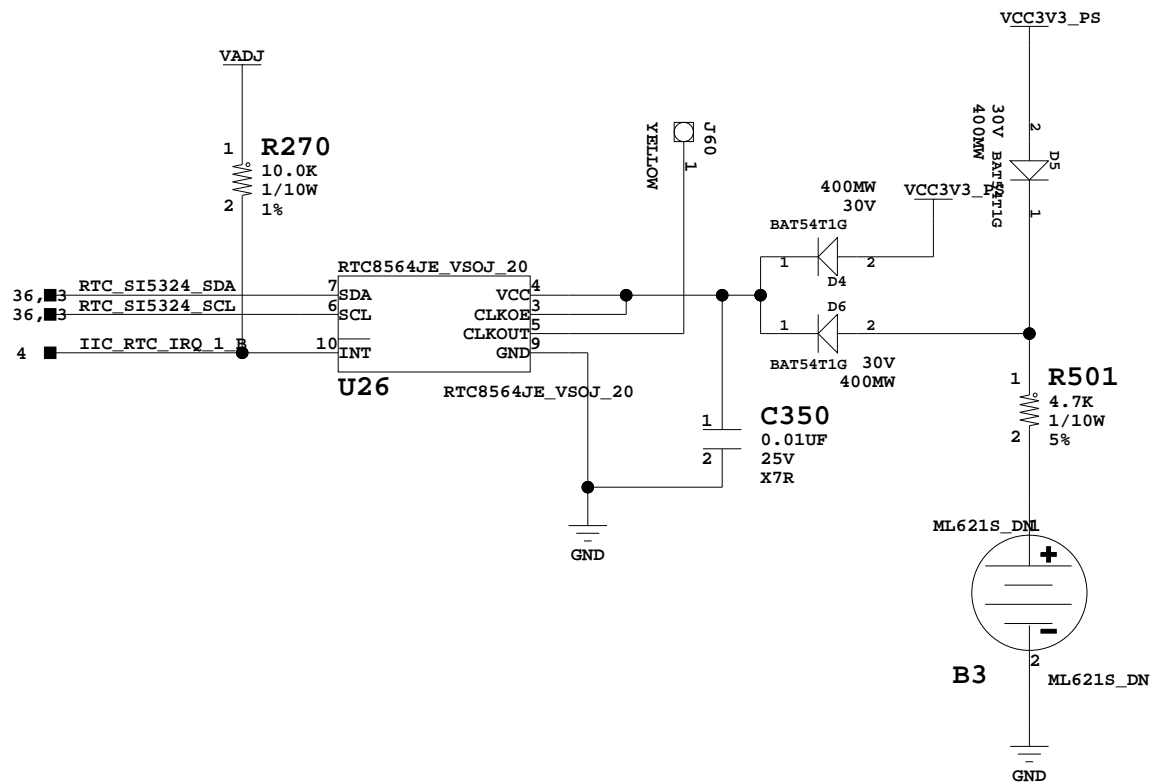 VCC3V3_PS
VADJ
1
R270
10.0K
1/10W
1%
2
J60
YELLOW
1
2
30V
400MW
BAT54T1G
D5
1
400MW
30V
VCC3V3_PS
BAT54T1G
1
2
D4
RTC8564JE_VSOJ_20
36,
3
RTC_SI5324_SDA
7
SDA
VCC
4
36,
3
RTC_SI5324_SCL
6
SCL
CLKOE
3
CLKOUT
5
4
IIC_RTC_IRQ_1_B
10
INT
GND
9
U26
RTC8564JE_VSOJ_20
D6
1
2
BAT54T1G
30V
400MW
1
R501
4.7K
1/10W
5%
2
1
C350
0.01UF
25V
X7R
2
GND
ML621S_DN
1
+
-
2
B3
ML621S_DN
GND